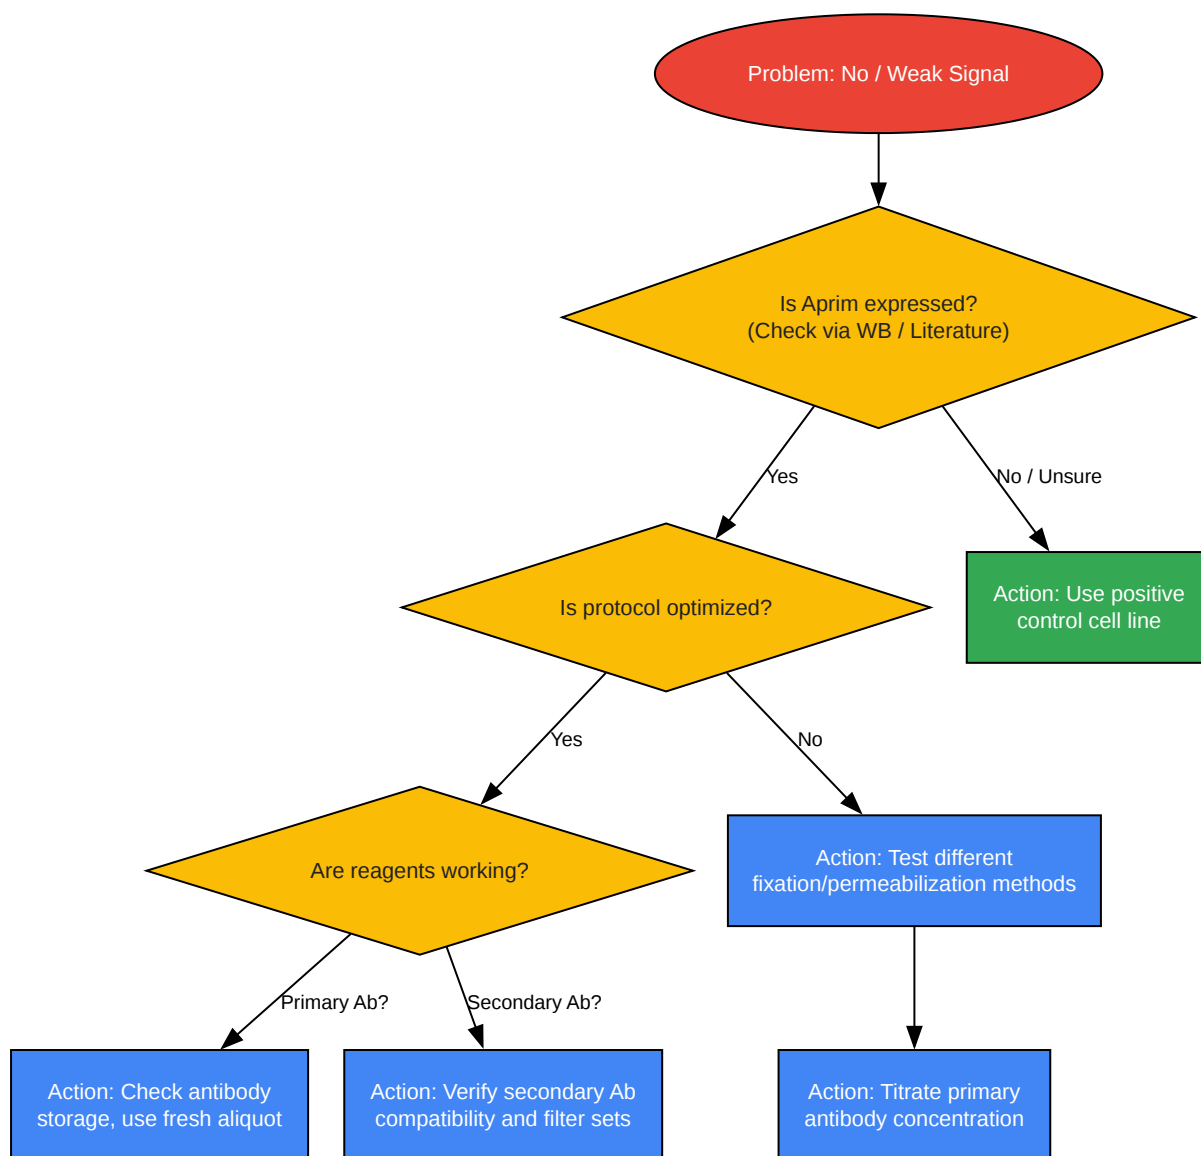 Problem: No / Weak Signal
Is Aprim expressed?
(Check via WB / Literature)
Yes
No / Unsure
Is protocol optimized?
Action: Use positive
control cell line
Yes
No
Are reagents working?
Action: Test different
fixation/permeabilization methods
Primary Ab?
Secondary Ab?
Action: Check antibody
storage, use fresh aliquot
Action: Verify secondary Ab
compatibility and filter sets
Action: Titrate primary
antibody concentration